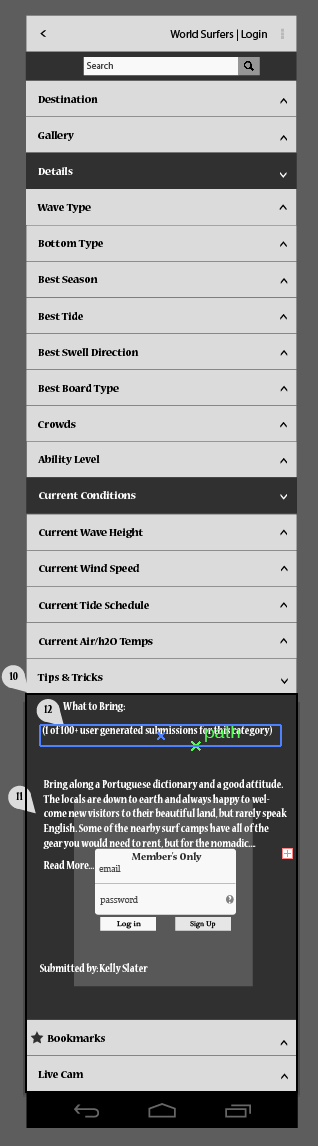 World Surfers | Login
Search
Destination
Gallery
Details
Wave Type
Bottom Type
Best Season
Best Tide
Best Swell Direction
Best Board Type
Crowds
Ability Level
Current Conditions
Current Wave Height
Current Wind Speed
Current Tide Schedule
Current Air/h2O Temps
10
Tips & Tricks
12
What to Bring:
(1 of 100+ user generated submissions for this category)
path
11
Bring along a Portuguese dictionary and a good attitude.
The locals are down to earth and always happy to wel-
come new visitors to their beautiful land, but rarely speak
English. Some of the nearby surf camps have all of the
gear you would need to rent, but for the nomadic...
Read More...
Member's Only
email
password
Log in
Sign Up
Submitted by: Kelly Slater
Bookmarks
Live Cam